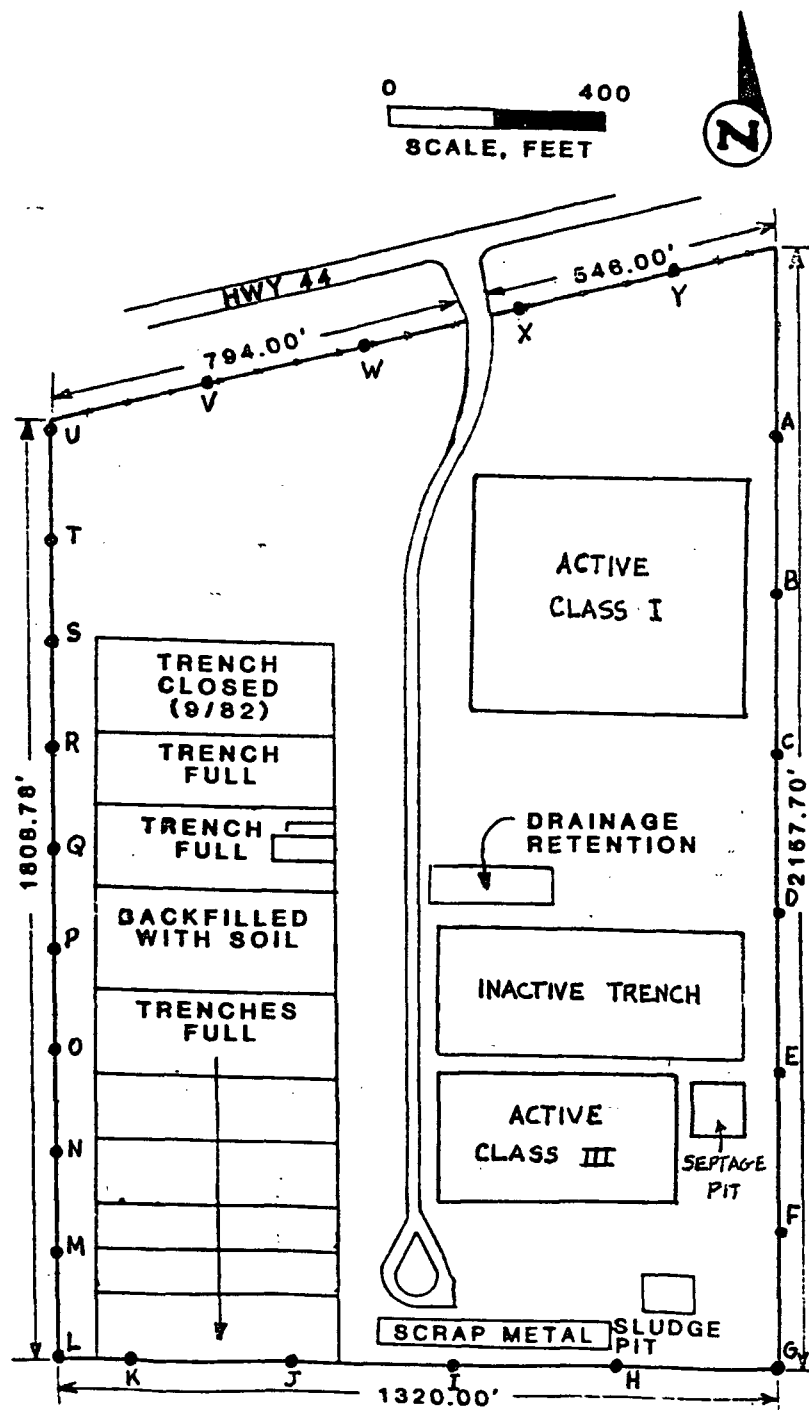 0 400
SCALE, FEET
Z
HWY 44
546.00'
794.00'
Y
X
W
V
U
A
T
ACTIVE
CLASS I
B
S
TRENCH
CLOSED
(9/82)
R
TRENCH
FULL
C
1808.78'
2157.70'
Q
TRENCH
FULL
DRAINAGE
RETENTION
P
BACKFILLED
WITH SOIL
D
INACTIVE TRENCH
O
TRENCHES
FULL
E
ACTIVE
CLASS III
N
SEPTAGE
PIT
F
M
SCRAP METAL
SLUDGE
PIT
L
K
J
I
H
G
1320.00'